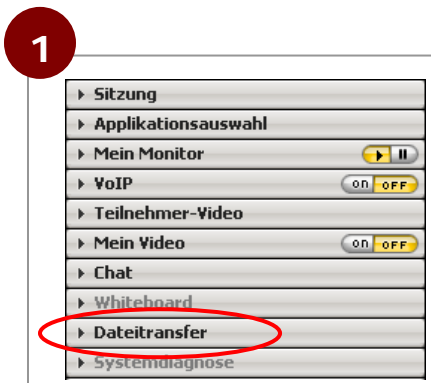 1
Sitzung
Applikationsauswahl
Mein Monitor
VoIP on OFF
Teilnehmer-Video
Mein Video on OFF
Chat
Whiteboard
Dateitransfer
Systemdiagnose